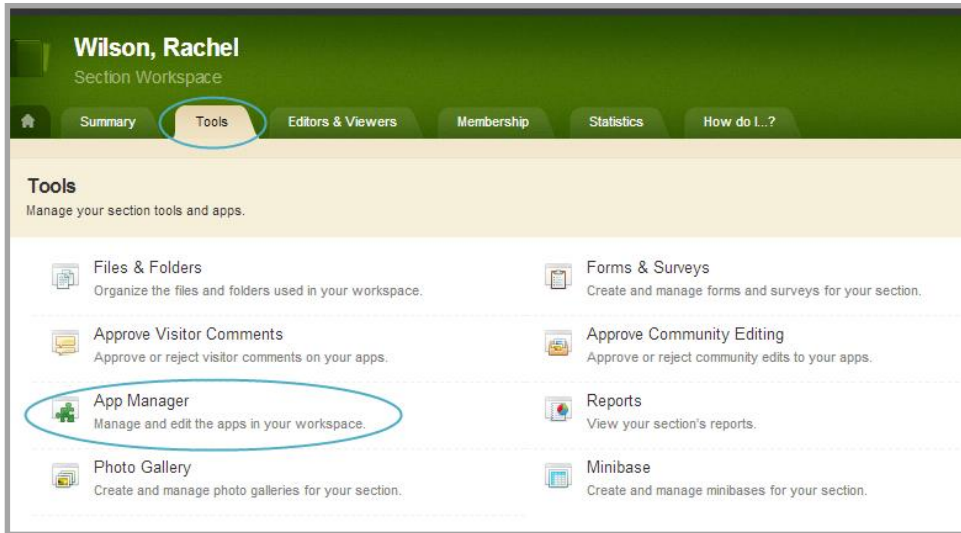 Wilson, Rachel
Section Workspace
Summary Tools Editors & Viewers Membership Statistics How do I...?
Tools
Manage your section tools and apps.
Files & Folders
Organize the files and folders used in your workspace.
Forms & Surveys
Create and manage forms and surveys for your section.
Approve Visitor Comments
Approve or reject visitor comments on your apps.
Approve Community Editing
Approve or reject community edits to your apps.
App Manager
Manage and edit the apps in your workspace.
Reports
View your section's reports.
Photo Gallery
Create and manage photo galleries for your section.
Minibase
Create and manage minibases for your section.